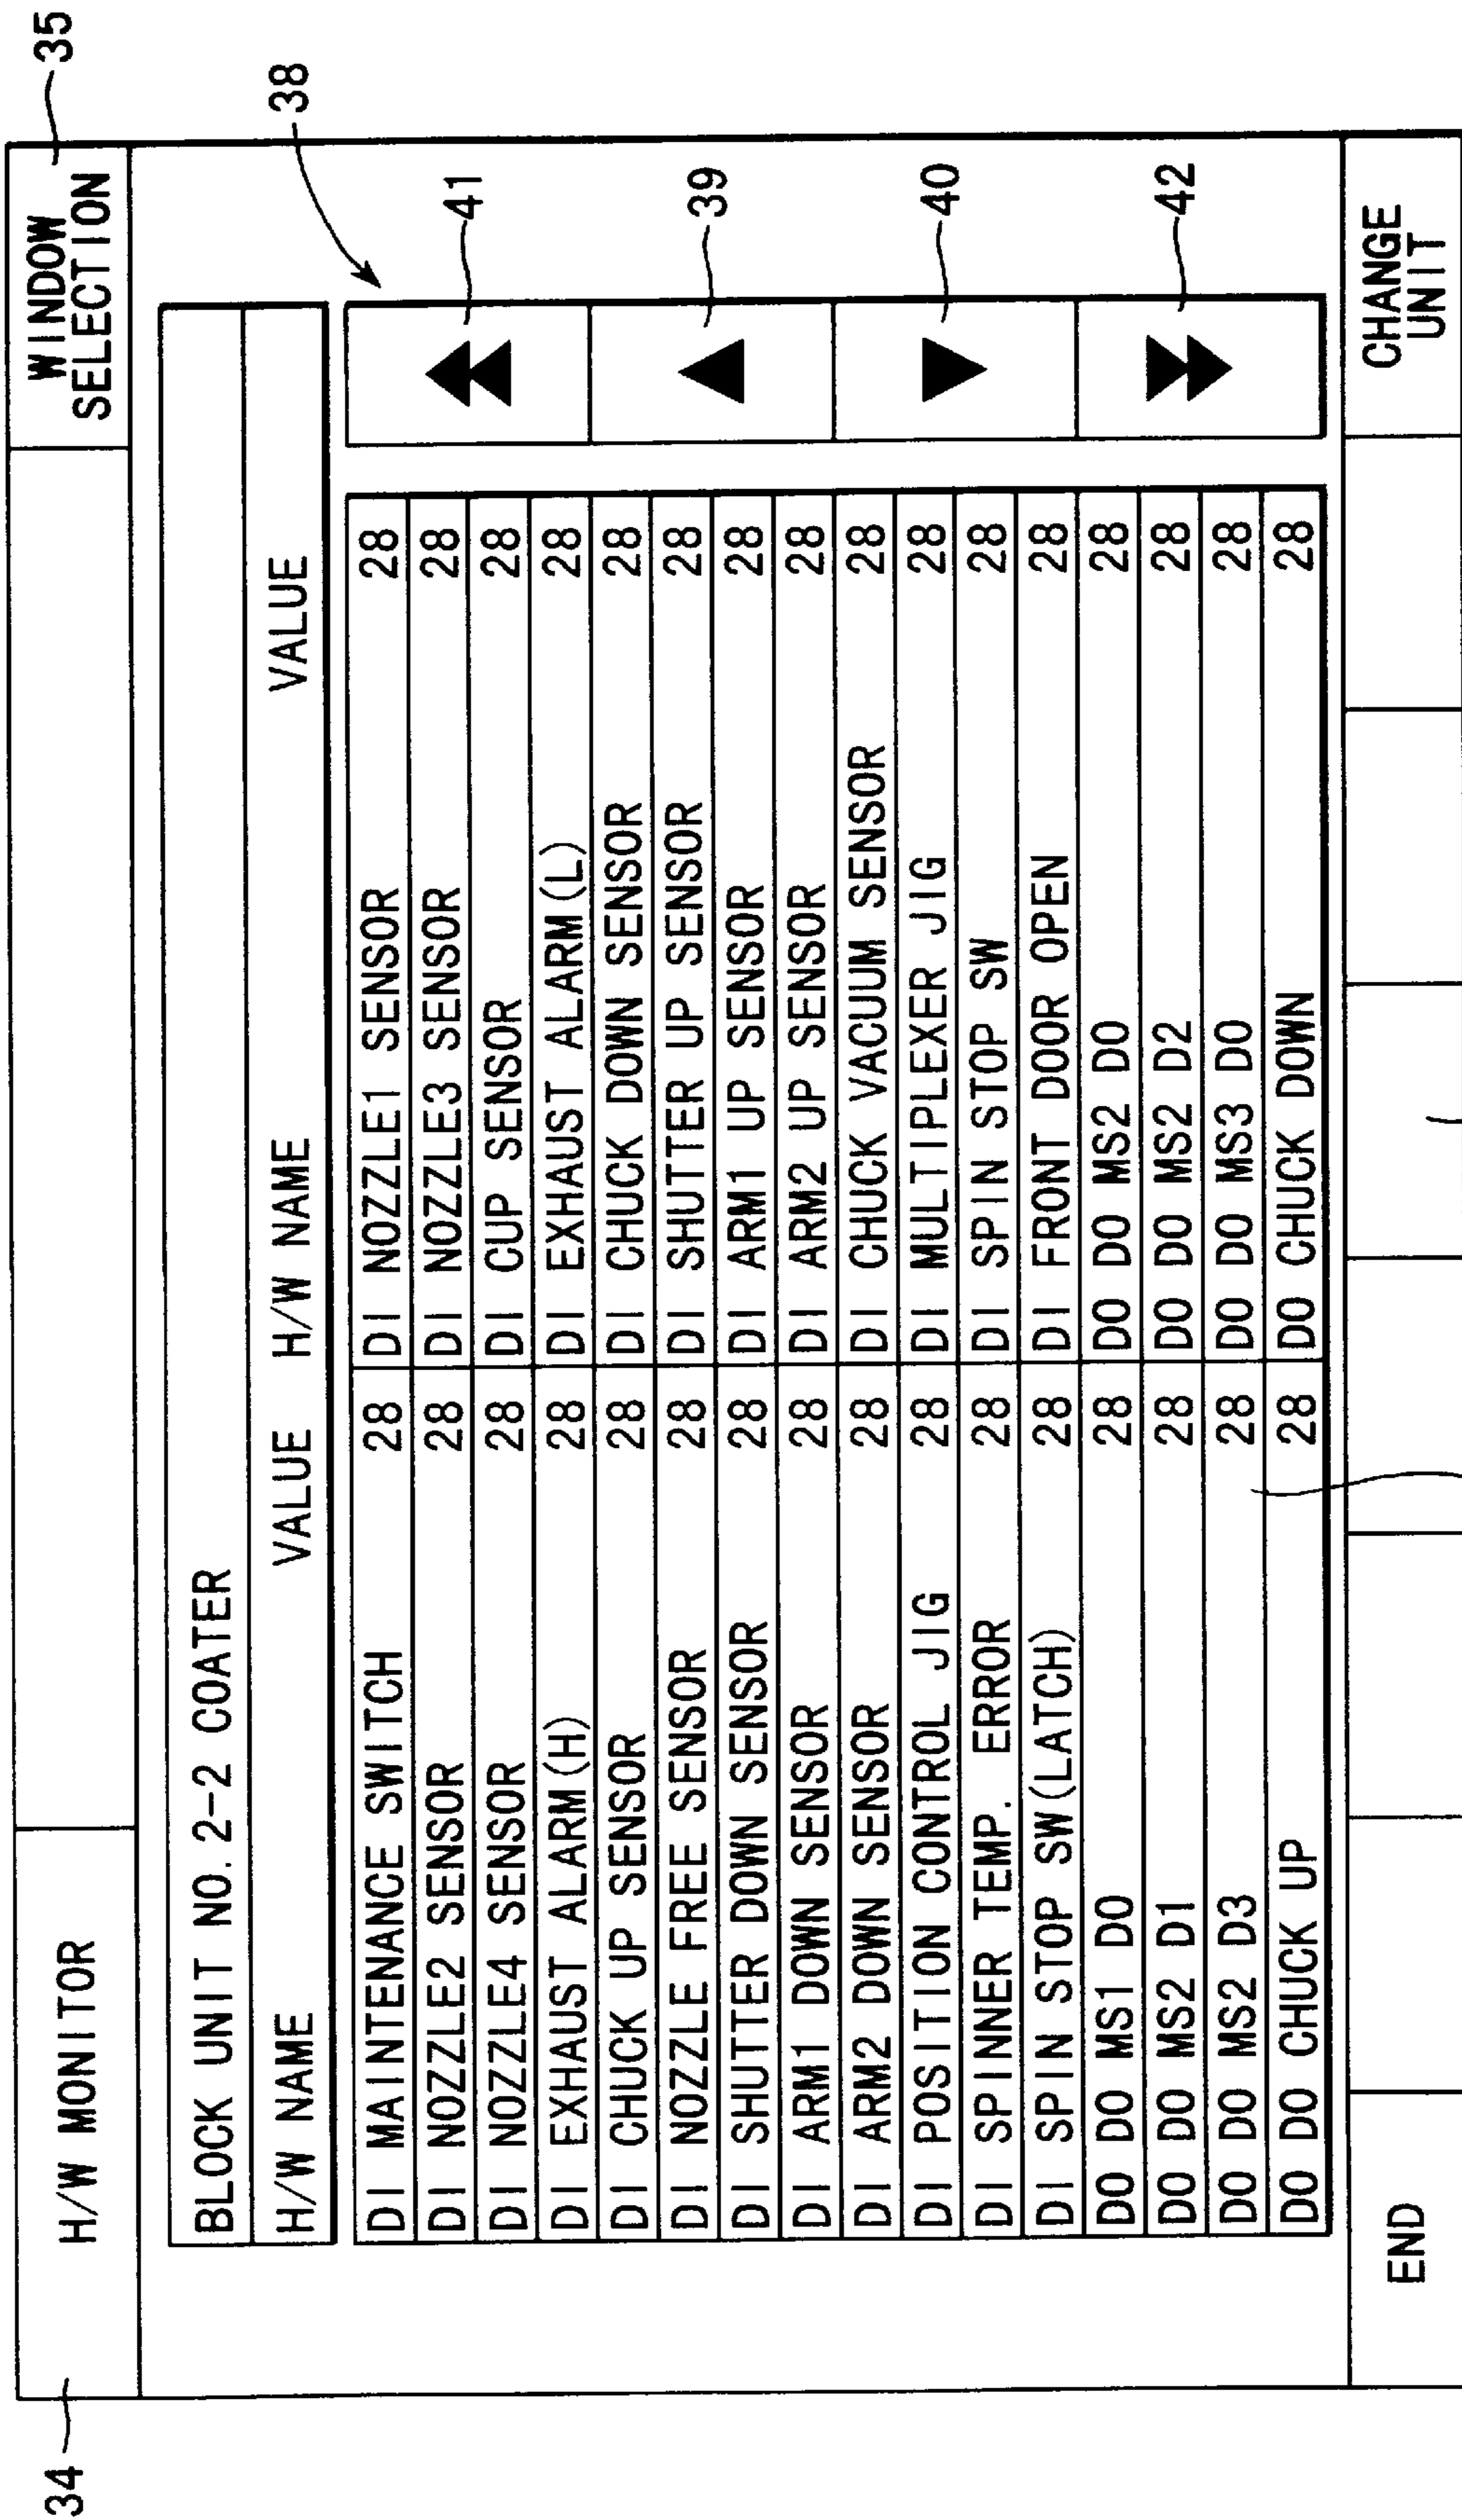 35
34
H/W MONITOR
WINDOW
SELECTION
38
BLOCK UNIT NO.2-2 COATER
H/W NAME VALUE H/W NAME VALUE
DI MAINTENANCE SWITCH 28 DI NOZZLE1 SENSOR 28
DI NOZZLE2 SENSOR 28 DI NOZZLE3 SENSOR 28
DI NOZZLE4 SENSOR 28 DI CUP SENSOR 28
DI EXHAUST ALARM(H) 28 DI EXHAUST ALARM(L) 28
DI CHUCK UP SENSOR 28 DI CHUCK DOWN SENSOR 28
DI NOZZLE FREE SENSOR 28 DI SHUTTER UP SENSOR 28
DI SHUTTER DOWN SENSOR 28 DI ARM1 UP SENSOR 28
DI ARM1 DOWN SENSOR 28 DI ARM2 UP SENSOR 28
DI ARM2 DOWN SENSOR 28 DI CHUCK VACUUM SENSOR 28
DI POSITION CONTROL JIG 28 DI MULTIPLEXER JIG 28
DI SPINNER TEMP. ERROR 28 DI SPIN STOP SW 28
DI SPIN STOP SW(LATCH) 28 DI FRONT DOOR OPEN 28
DO DO MS1 DO 28 DO DO MS2 DO 28
DO DO MS2 D1 28 DO DO MS2 D2 28
DO DO MS2 D3 28 DO DO MS3 DO 28
DO DO CHUCK UP 28 DO CHUCK DOWN 28
41
39
40
42
END
CHANGE
UNIT